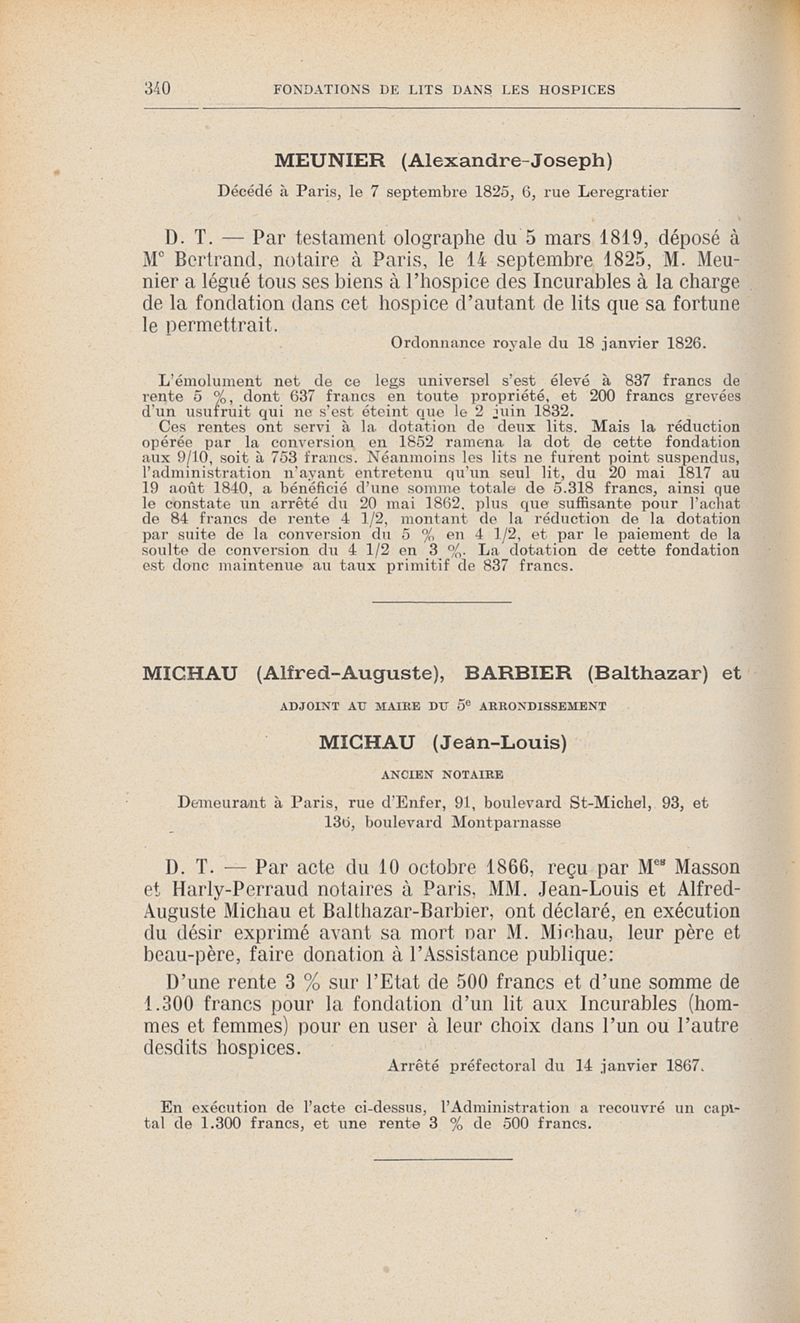 340 FONDATIONS DE LITS DANS LES HOSPICES
MEUNIER (Alexandre-Joseph)
Décédé à Paris, le 7 septembre 1825, 6, rue Leregratier
D. T. — Par testament olographe du 5 mars 1819, déposé à
Me Bertrand, notaire à Paris, le 14 septembre 1825, M. Meu-
nier a légué tous ses biens à l'hospice des Incurables à la charge
de la fondation dans cet hospice d'autant de lits que sa fortune
le permettrait.
Ordonnance royale du 18 janvier 1826.
L'émolument net de ce legs universel s'est élevé à 837 francs de
rente 5 %, dont 637 francs en toute propriété, et 200 francs grevées
d'un usufruit qui ne s'est éteint que le 2 juin 1832.
Ces rentes ont servi à la dotation de deux lits. Mais la réduction
opérée par la conversion en 1852 ramena la dot de cette fondation
aux 9/10, soit à 753 francs. Néanmoins les lits ne furent point suspendus,
l'administration n'ayant entretenu qu'un seul lit, du 20 mai 1817 au
19 août 1840, a bénéficié d'une somme totale de 5.318 francs, ainsi que
le constate un arrêté du 20 mai 1862, plus que suffisante pour l'achat
de 84 francs de rente 4 1/2, montant de la réduction de la dotation
par suite de la conversion du 5 % en 4 1/2, et par le paiement de la
soulte de conversion du 4 1/2 en 3 %. La dotation de cette fondation
est donc maintenue au taux primitif de 837 francs.
MICHAU (Alfred-Auguste), BARBIER (Balthazar) et
ADJOINT AU MAIRE DU 5e ARRONDISSEMENT
MICHAU (Jean-Louis)
ANCIEN NOTAIRE
Demeurant à Paris, rue d'Enfer, 91, boulevard St-Michel, 93, et
136, boulevard Montparnasse
D. T. — Par acte du 10 octobre 1866, reçu par Mes Masson
et Harly-Perraud notaires à Paris, MM. Jean-Louis et Alfred-
Auguste Michau et Balthazar-Barbier, ont déclaré, en exécution
du désir exprimé avant sa mort par M. Michau, leur père et
beau-père, faire donation à l'Assistance publique:
D'une rente 3 % sur l'Etat de 500 francs et d'une somme de
1.300 francs pour la fondation d'un lit aux Incurables (hom-
mes et femmes) pour en user à leur choix dans l'un ou l'autre
desdits hospices.
Arrêté préfectoral du 14 janvier 1867.
En exécution de l'acte ci-dessus, l'Administration a recouvré un capi-
tal de 1.300 francs, et une rente 3 % de 500 francs.